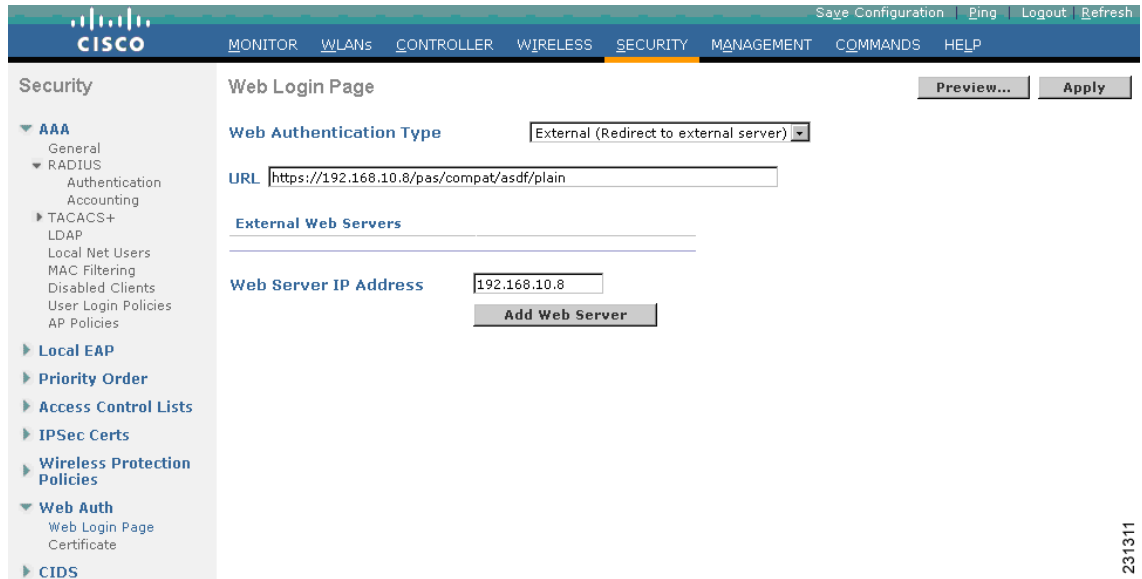 Save Configuration | Ping | Logout | Refresh
CISCO
MONITOR WLANs CONTROLLER WIRELESS SECURITY MANAGEMENT COMMANDS HELP
Security
AAA
General
RADIUS
Authentication
Accounting
TACACS+
LDAP
Local Net Users
MAC Filtering
Disabled Clients
User Login Policies
AP Policies
Local EAP
Priority Order
Access Control Lists
IPSec Certs
Wireless Protection
Policies
Web Auth
Web Login Page
Certificate
CIDS
Web Login Page
Preview... Apply
Web Authentication Type External (Redirect to external server)
URL https://192.168.10.8/pas/compat/asdf/plain
External Web Servers
Web Server IP Address 192.168.10.8
Add Web Server
231311